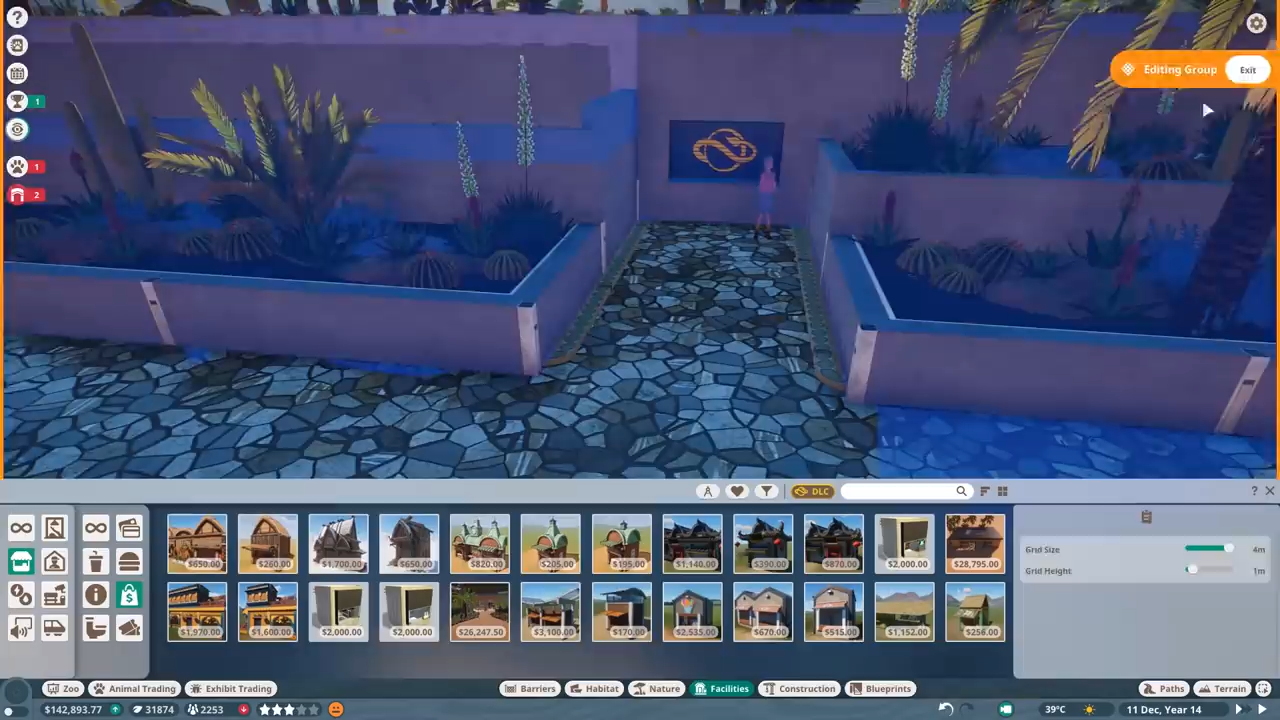 ?
Editing Group Exit
1
1
2
DLC
?
$650.00 $260.00 $1,700.00 $400.00 $820.00 $205.00 $195.00 $1,140.00 $390.00 $870.00 $2,000.00 $28,795.00
Grid Size 4m
Grid Height 1m
$1,970.00 $1,600.00 $2,000.00 $2,000.00 $26,247.50 $3,100.00 $170.00 $2,535.00 $670.00 $515.00 $1,152.00 $256.00
Zoo Animal Trading Exhibit Trading Barriers Habitat Nature Facilities Construction Blueprints Paths Terrain
$142,893.77 31874 2253 39°C 11 Dec, Year 14